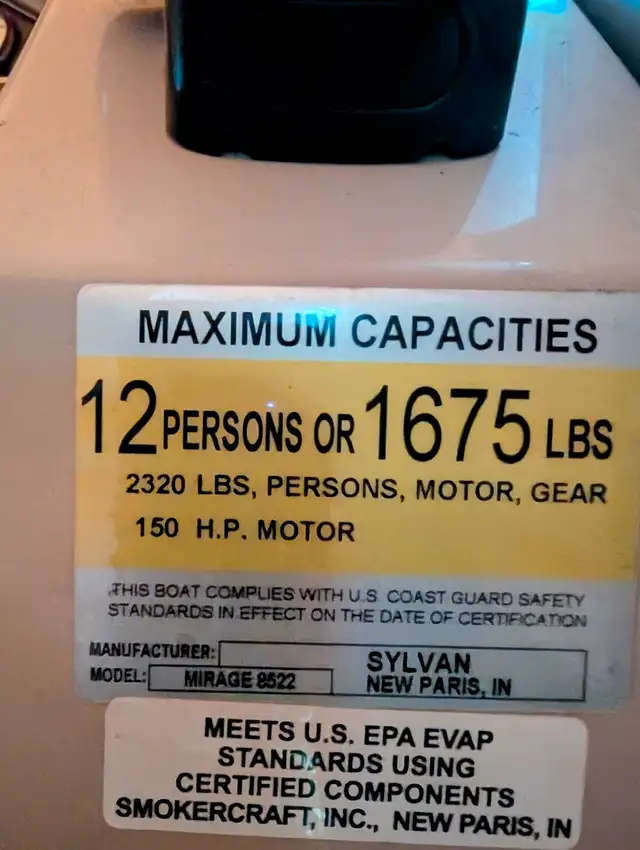 MAXIMUM CAPACITIES
12 PERSONS OR 1675 LBS
2320 LBS, PERSONS, MOTOR, GEAR
150 H.P. MOTOR
THIS BOAT COMPLIES WITH U.S. COAST GUARD SAFETY
STANDARDS IN EFFECT ON THE DATE OF CERTIFICATION
MANUFACTURER: SYLVAN
MODEL: MIRAGE 8522 NEW PARIS, IN
MEETS U.S. EPA EVAP
STANDARDS USING
CERTIFIED COMPONENTS
SMOKERCRAFT, INC., NEW PARIS, IN